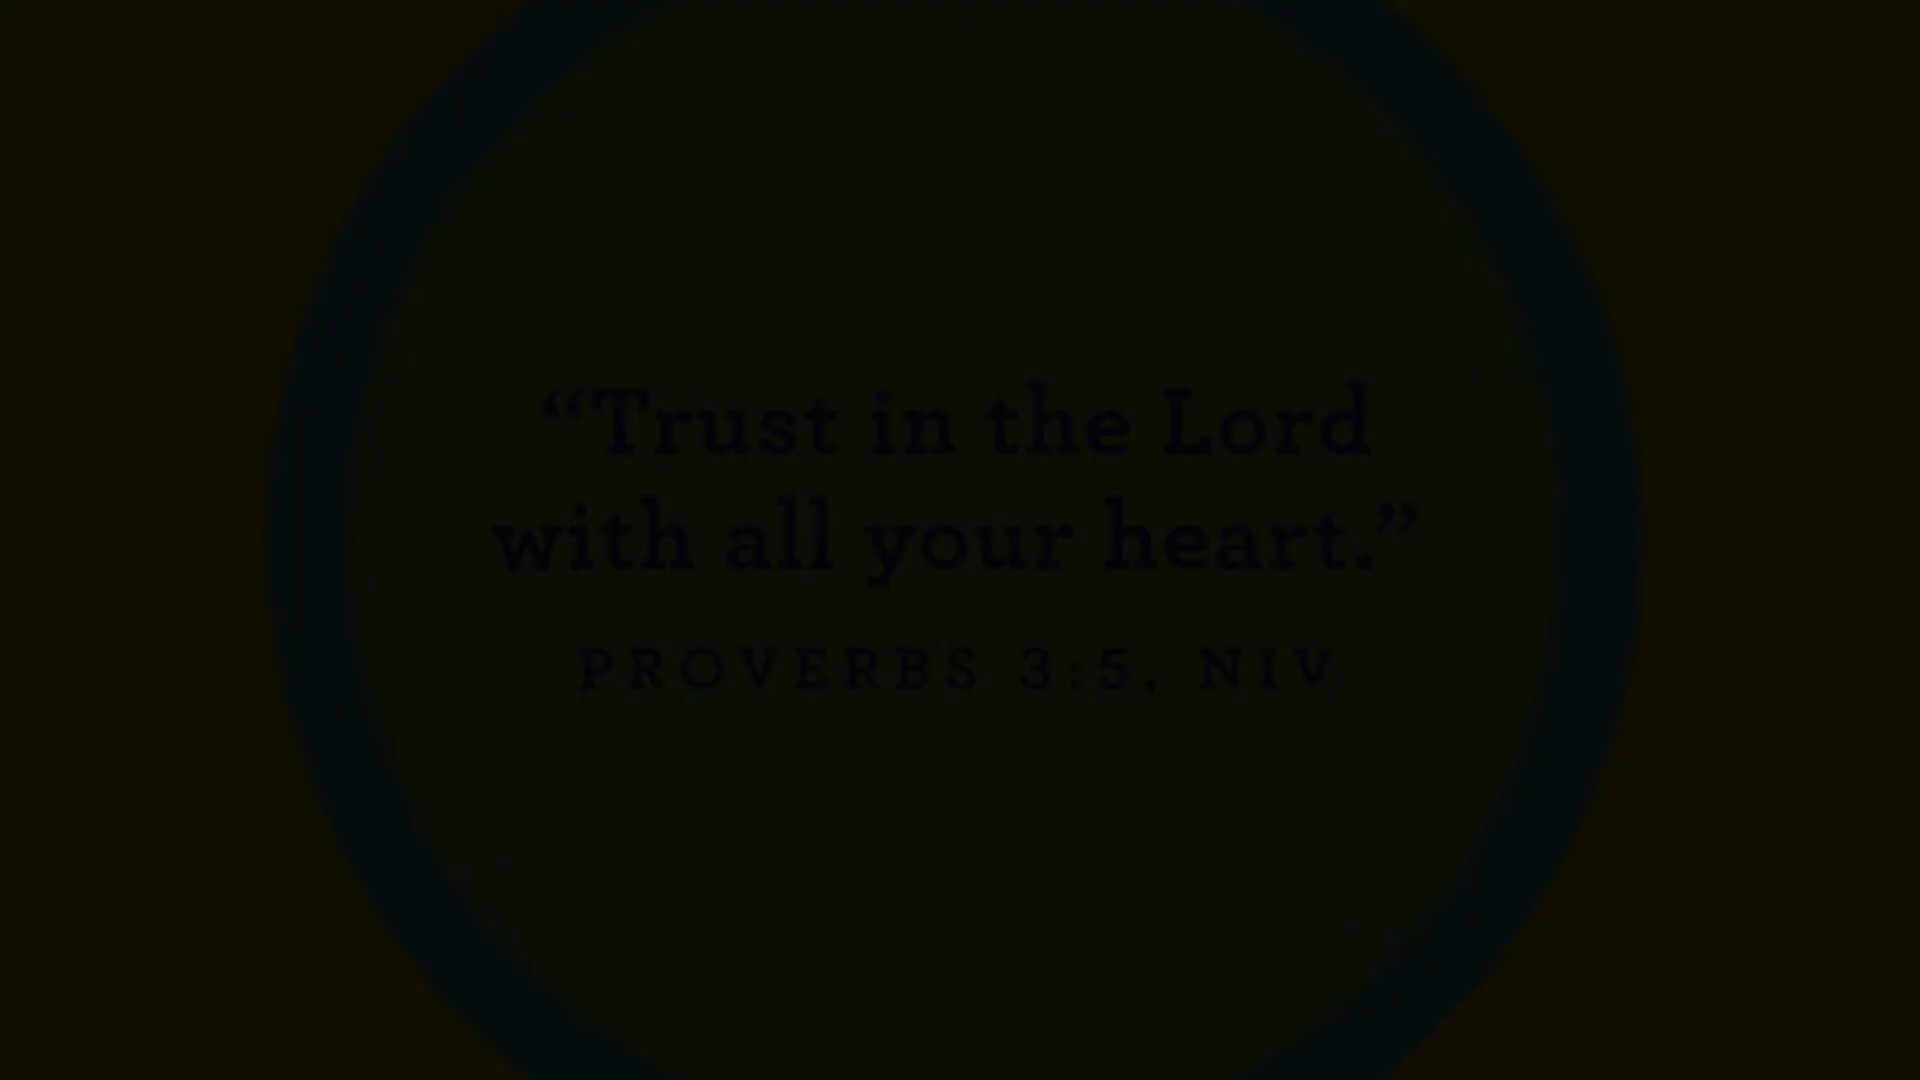 “Trust in the Lord
with all your heart.”
PROVERBS 3:5, NIV